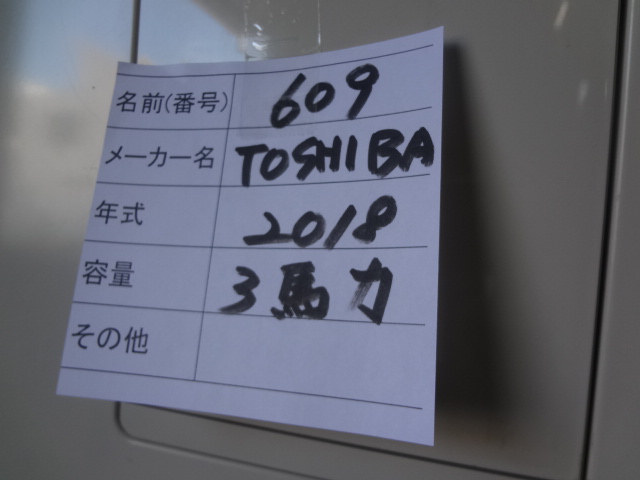 名前(番号) 609
メーカー名 TOSHIBA
年式 2018
容量 3馬力
その他